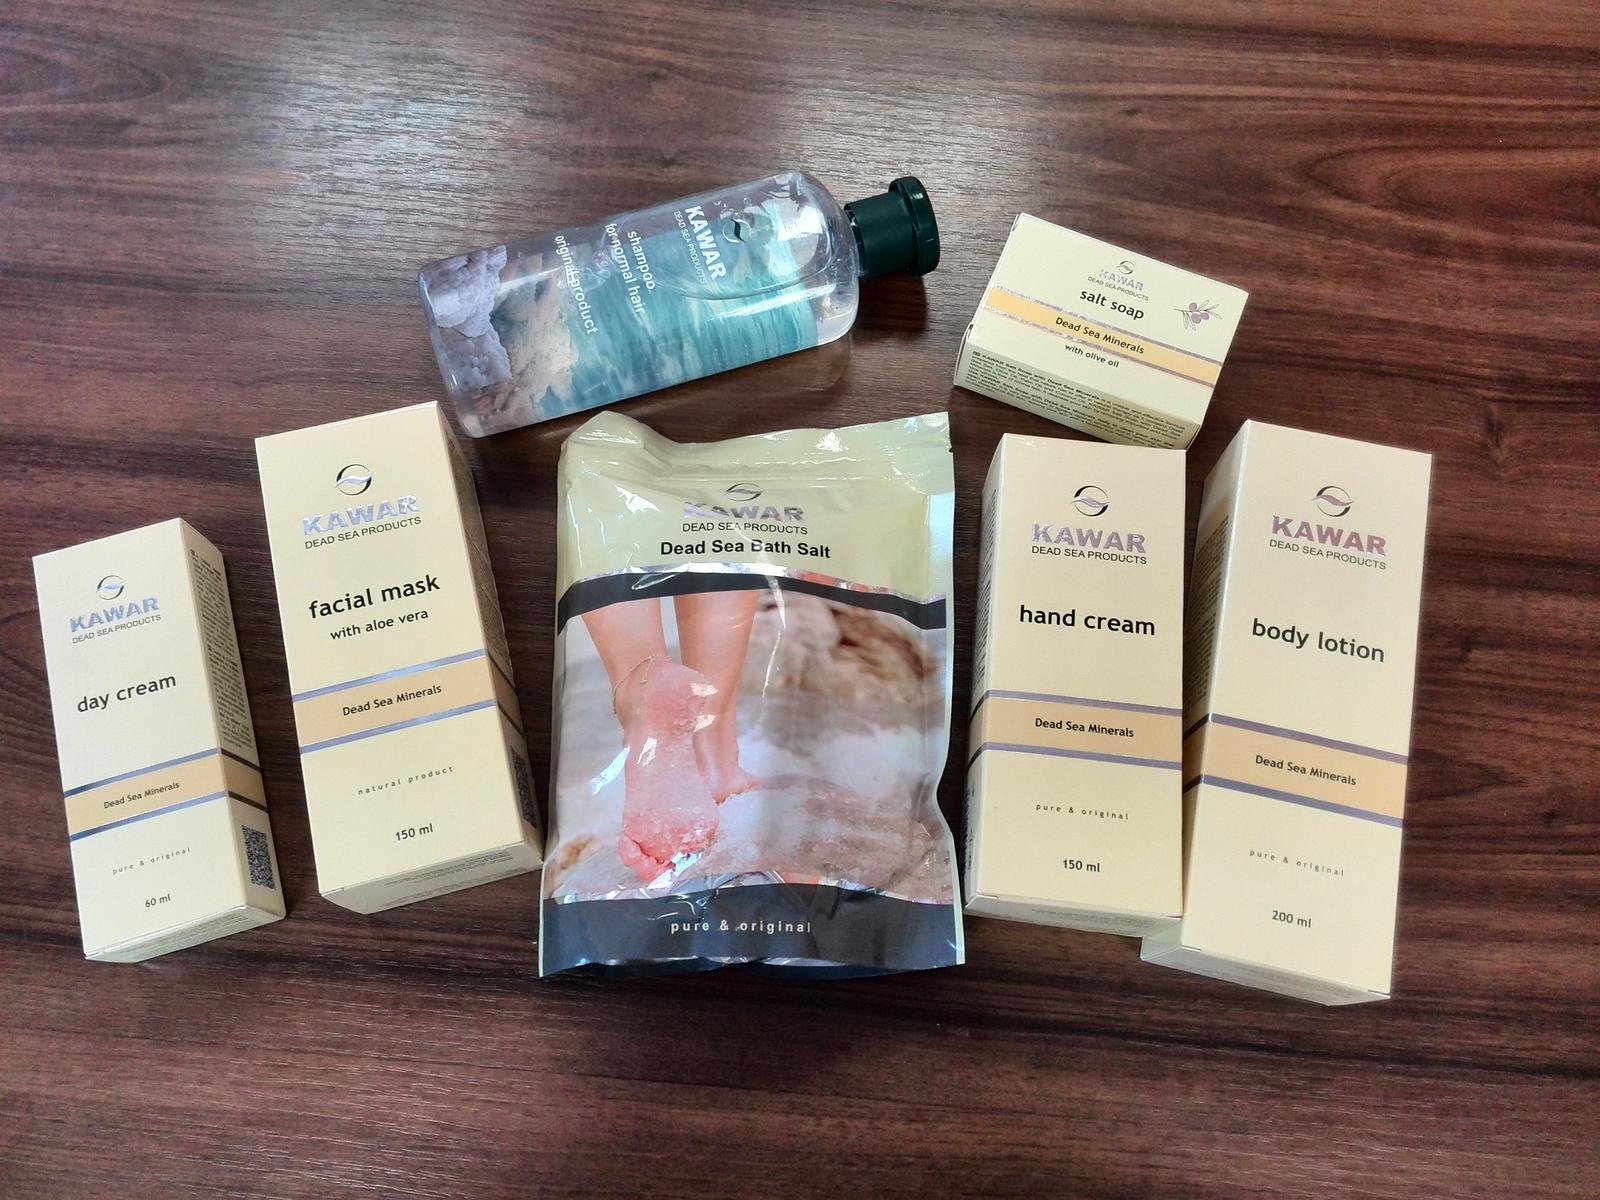 KAWAR
DEAD SEA PRODUCTS
shampoo
for normal hair
original product
KAWAR
DEAD SEA PRODUCTS
salt soap
Dead Sea Minerals
with olive oil
KAWAR
DEAD SEA PRODUCTS
day cream
Dead Sea Minerals
pure & original
60 ml
KAWAR
DEAD SEA PRODUCTS
facial mask
with aloe vera
Dead Sea Minerals
natural product
150 ml
KAWAR
DEAD SEA PRODUCTS
Dead Sea Bath Salt
pure & original
KAWAR
DEAD SEA PRODUCTS
hand cream
Dead Sea Minerals
pure & original
150 ml
KAWAR
DEAD SEA PRODUCTS
body lotion
Dead Sea Minerals
pure & original
200 ml